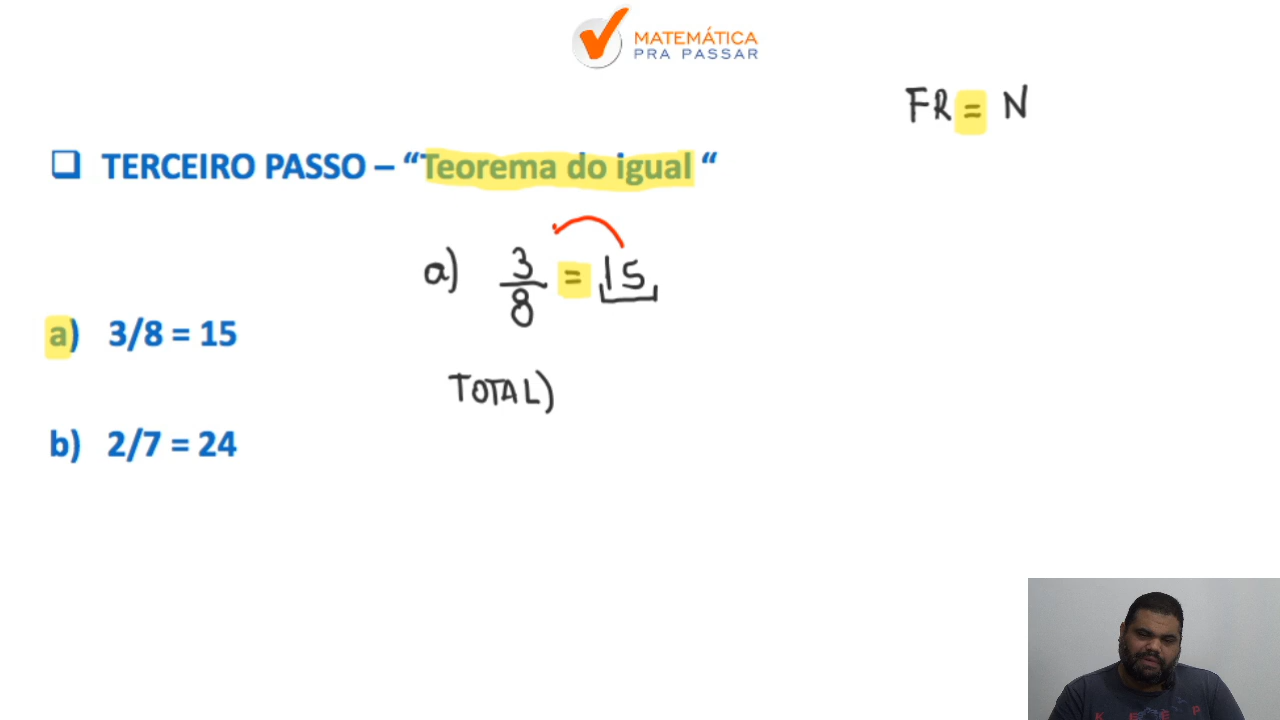 MATEMÁTICA
PRA PASSAR
FR = N
❑ TERCEIRO PASSO – “Teorema do igual “
a) 3/8 = 15
a) 3/8 = 15
TOTAL)
b) 2/7 = 24
K E E P